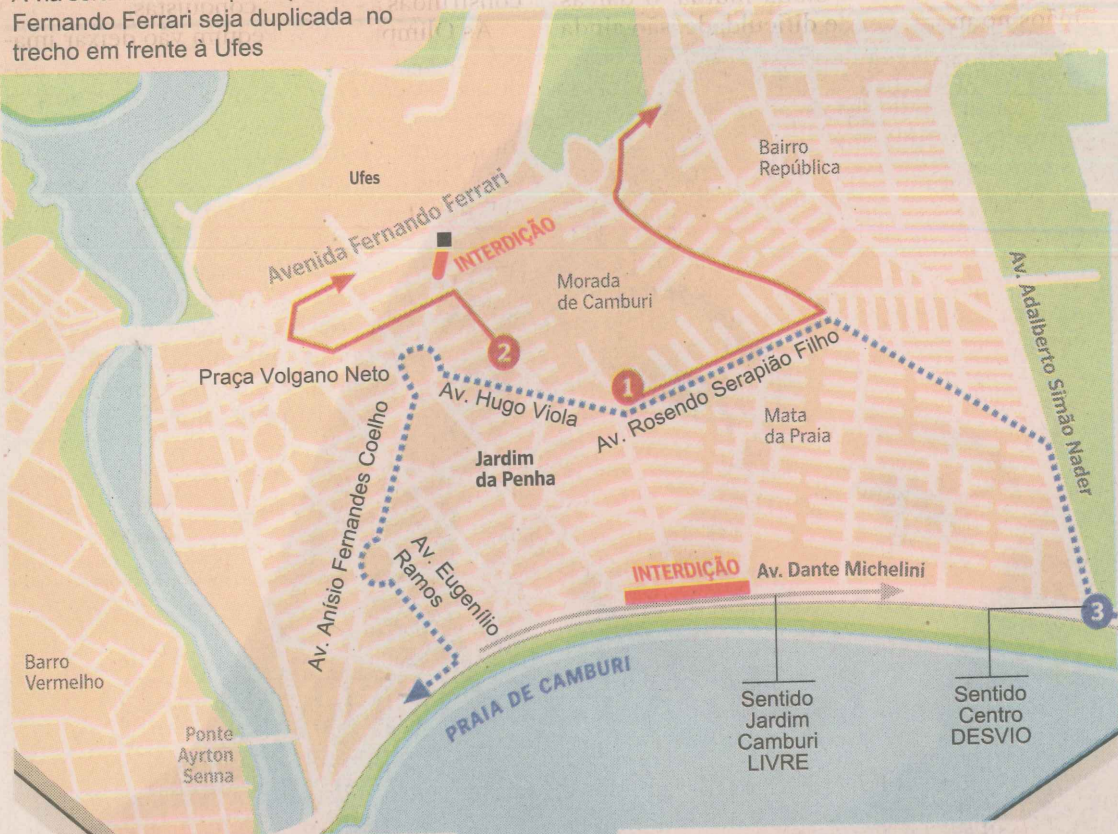 Fernando Ferrari seja duplicada no
trecho em frente à Ufes
Ufes
Avenida Fernando Ferrari
INTERDIÇÃO
Bairro
República
Morada
de Camburi
Av. Adalberto Simão Nader
2
1
Praça Volgano Neto
Av. Hugo Viola
Av. Rosendo Serapião Filho
Mata
da Praia
Jardim
da Penha
Av. Anísio Fernandes Coelho
Av. Eugenílio
Ramos
INTERDIÇÃO
Av. Dante Michelini
3
Barro
Vermelho
PRAIA DE CAMBURI
Sentido
Jardim
Camburi
LIVRE
Sentido
Centro
DESVIO
Ponte
Ayrton
Senna